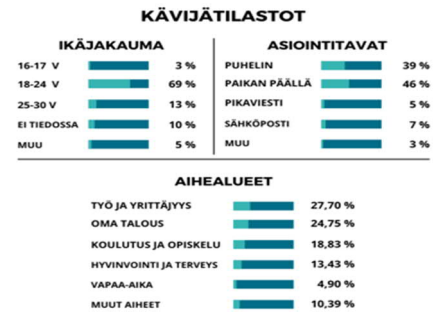 KÄVIJÄTILASTOT
IKÄJAKAUMA
16-17 V 3 %
18-24 V 69 %
25-30 V 13 %
EI TIEDOSSA 10 %
MUU 5 %
ASIOINTITAVAT
PUHELIN 39 %
PAIKAN PÄÄLLÄ 46 %
PIKAVIESTI 5 %
SÄHKÖPOSTI 7 %
MUU 3 %
AIHEALUEET
TYÖ JA YRITTÄJYYS 27,70 %
OMA TALOUS 24,75 %
KOULUTUS JA OPISKELU 18,83 %
HYVINVOINTI JA TERVEYS 13,43 %
VAPAA-AIKA 4,90 %
MUUT AIHEET 10,39 %